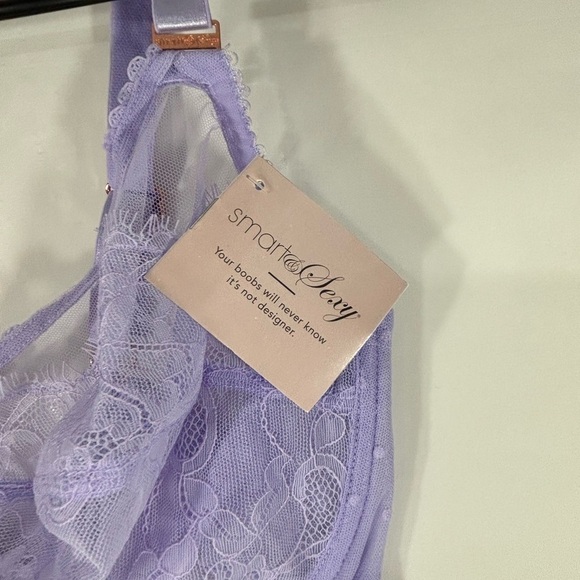 smart & Sexy
Your boobs will never know
it's not designer.